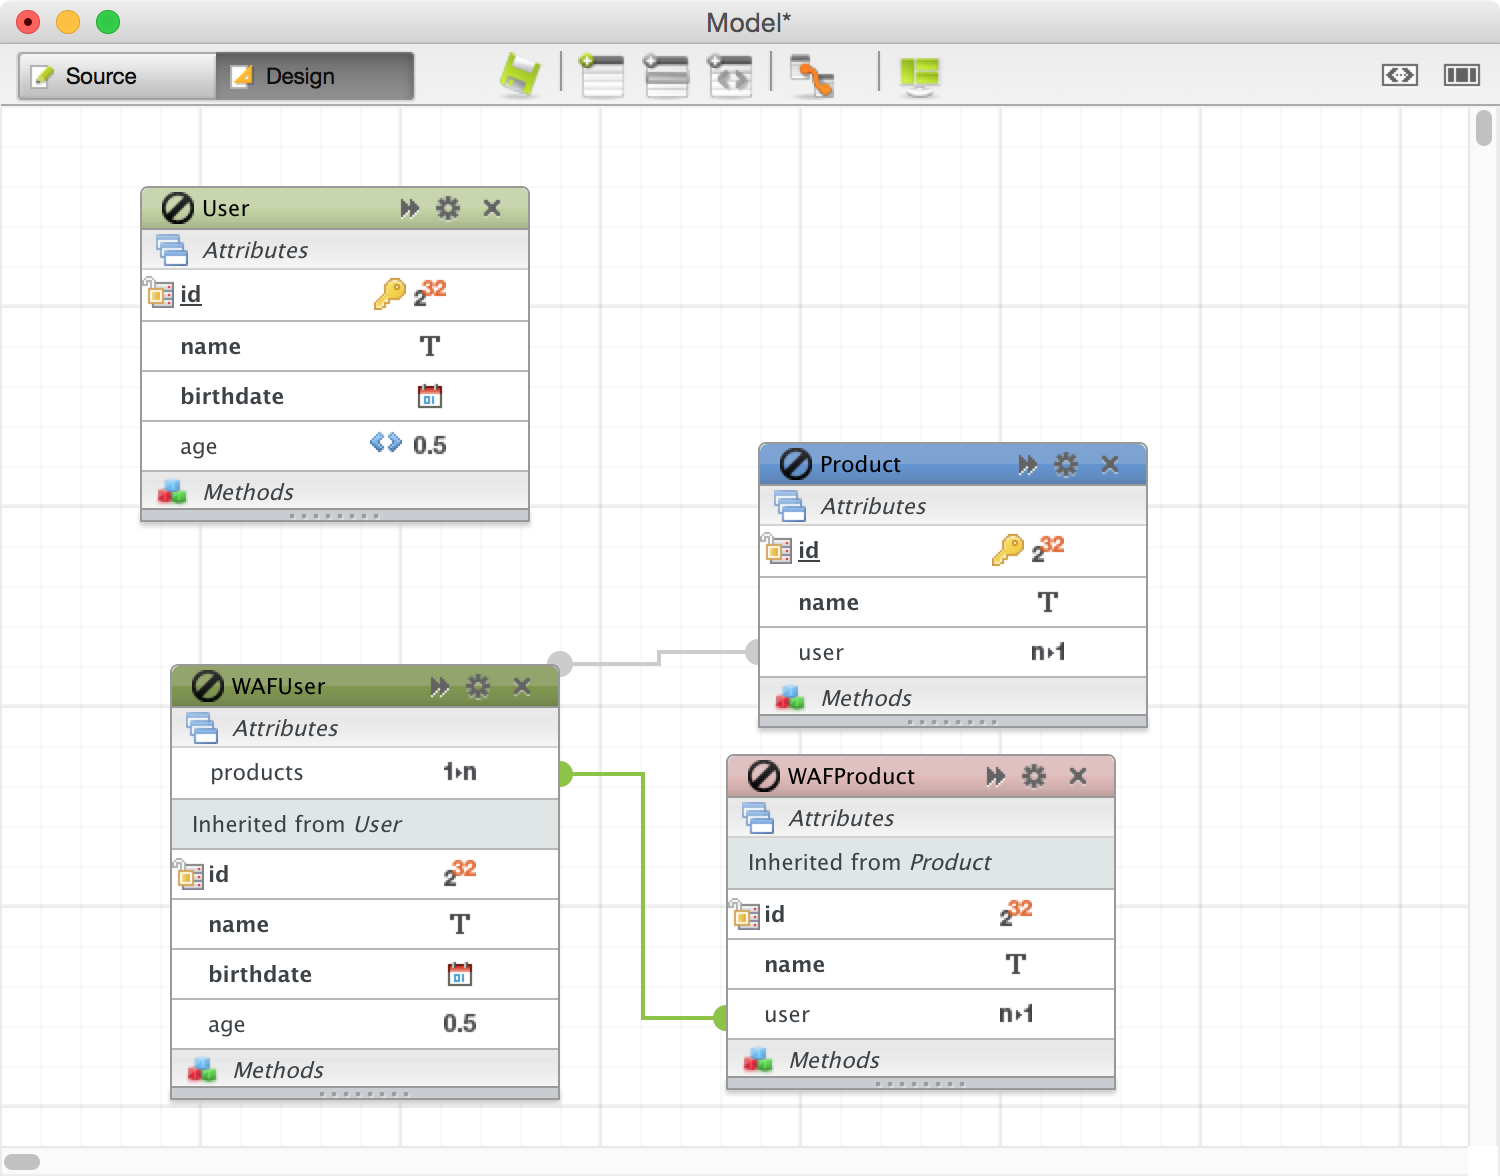 Model*
Source
Design
User
Attributes
id 2^32
name T
birthdate 01
age 0.5
Methods
Product
Attributes
id 2^32
name T
user n▸1
Methods
WAFUser
Attributes
products 1▸n
Inherited from User
id 2^32
name T
birthdate 01
age 0.5
Methods
WAFProduct
Attributes
Inherited from Product
id 2^32
name T
user n▸1
Methods